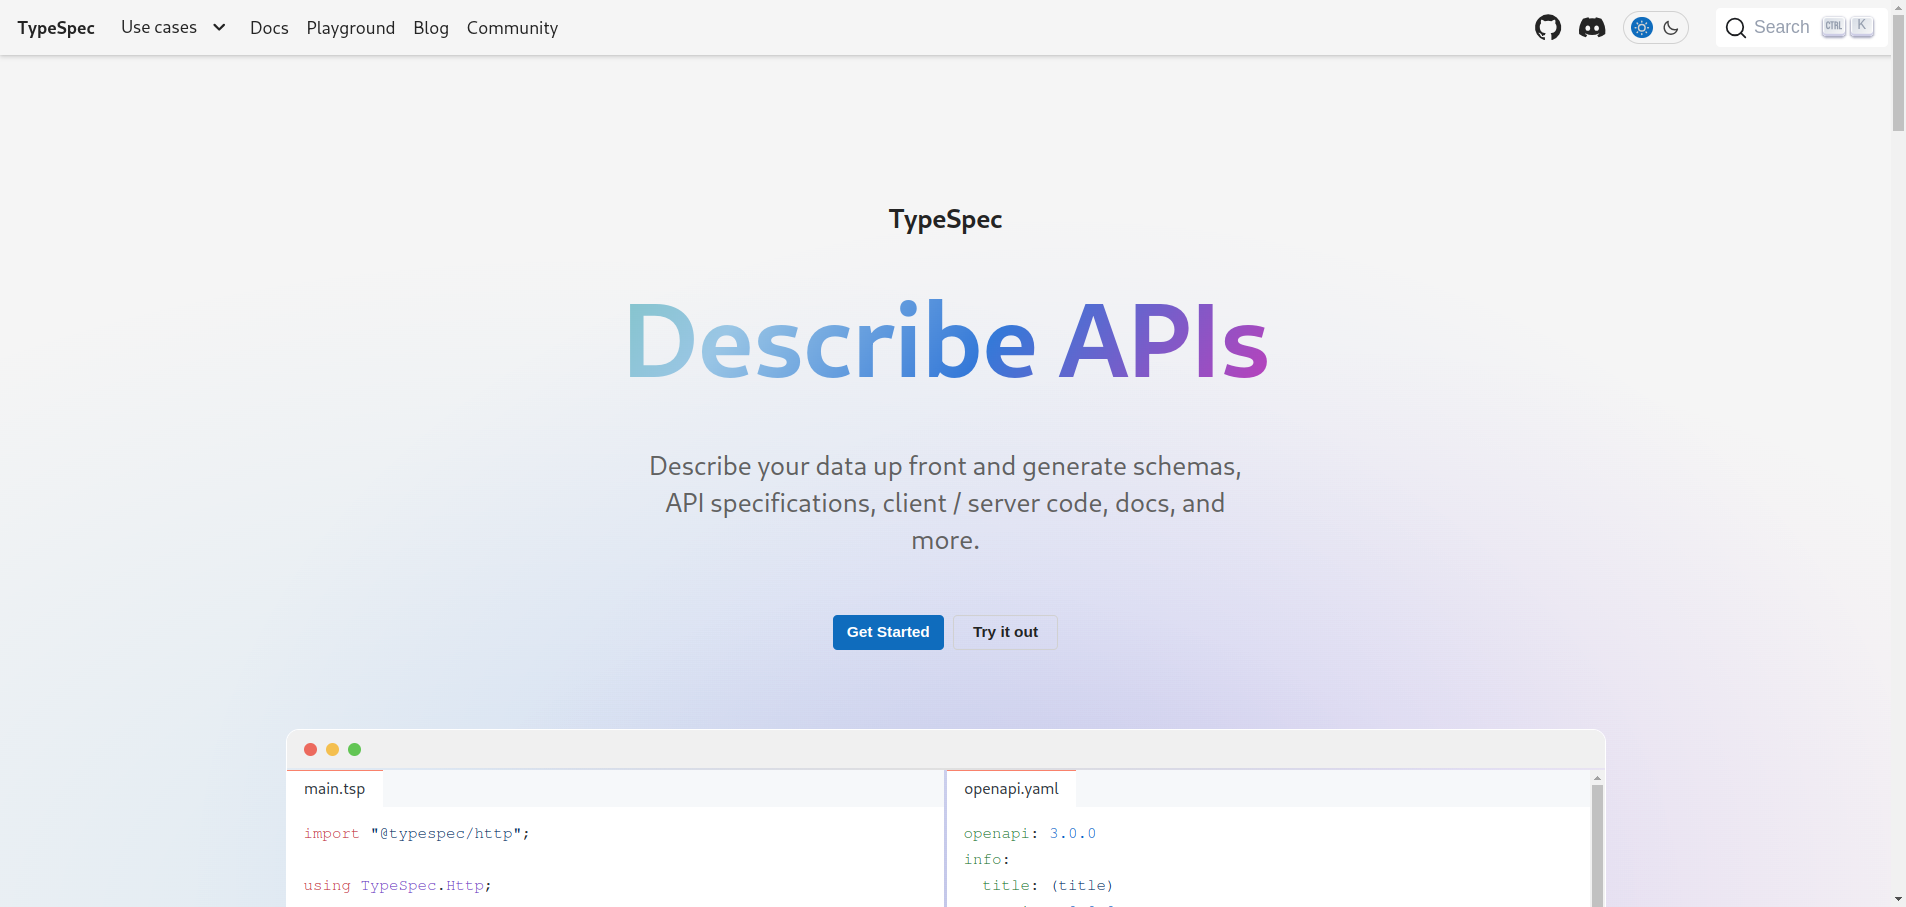 TypeSpec Use cases Docs Playground Blog Community Search CTRL K
TypeSpec
Describe APIs
Describe your data up front and generate schemas,
API specifications, client / server code, docs, and
more.
Get Started Try it out
main.tsp
import "@typespec/http";
using TypeSpec.Http;
openapi.yaml
openapi: 3.0.0
info:
title: (title)